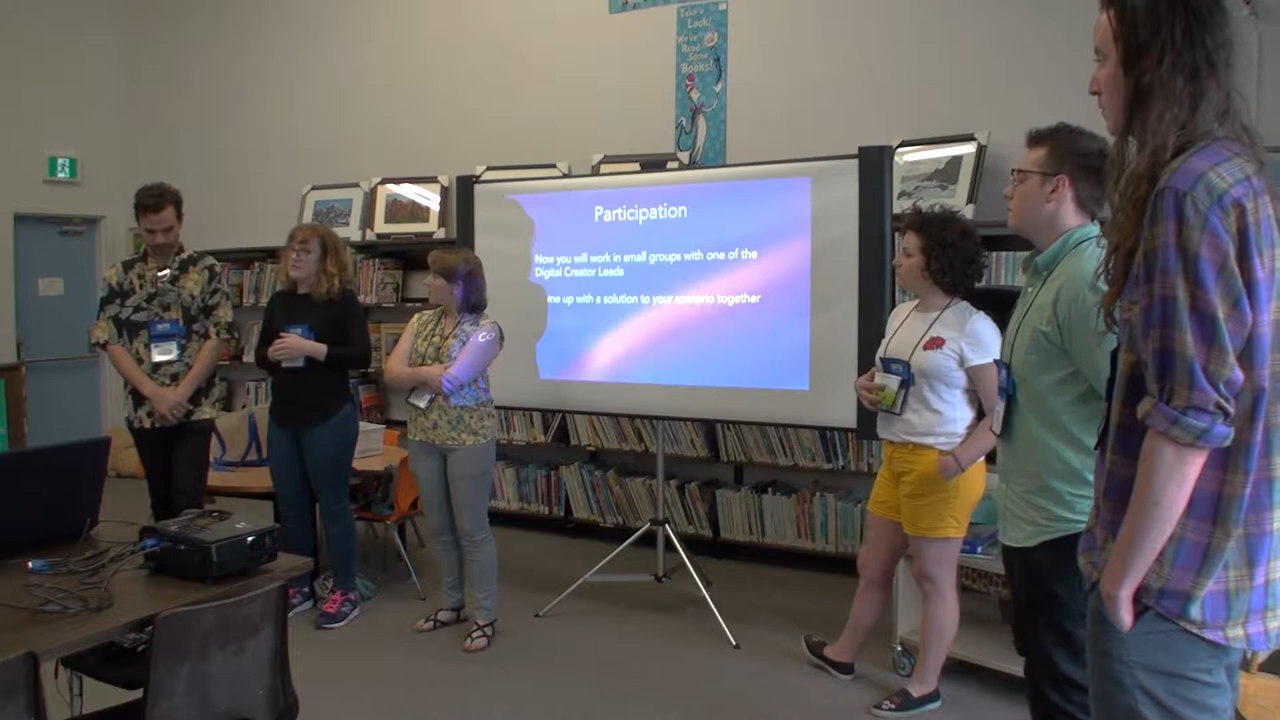 Take a
Look!
We've
Read
Some
Books!
Participation
Now you will work in small groups with one of the
Digital Creator Leads
me up with a solution to your scenario together